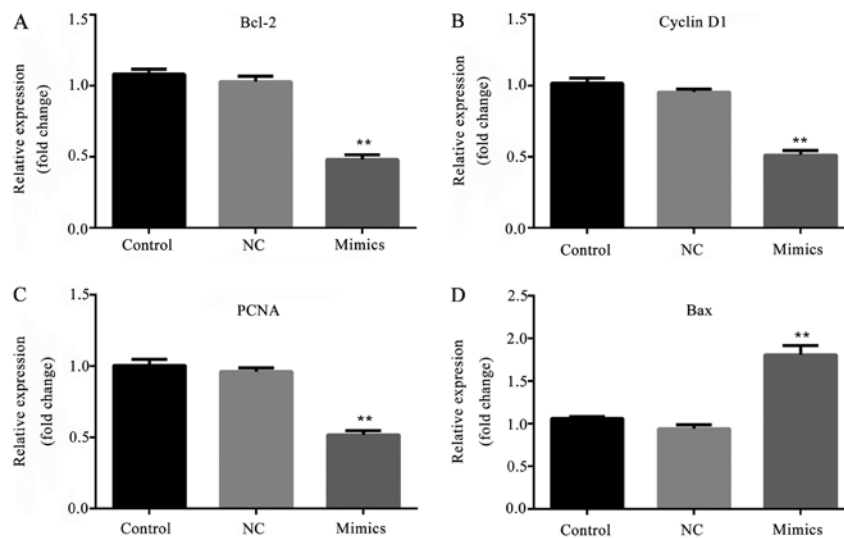 A
Bcl-2
Relative expression
(fold change)
1.5
1.0
0.5
0.0
**
Control NC Mimics
B
Cyclin D1
Relative expression
(fold change)
1.5
1.0
0.5
0.0
**
Control NC Mimics
C
PCNA
Relative expression
(fold change)
1.5
1.0
0.5
0.0
**
Control NC Mimics
D
Bax
Relative expresion
(fold change)
2.5
2.0
1.5
1.0
0.5
0.0
**
Control NC Mimics